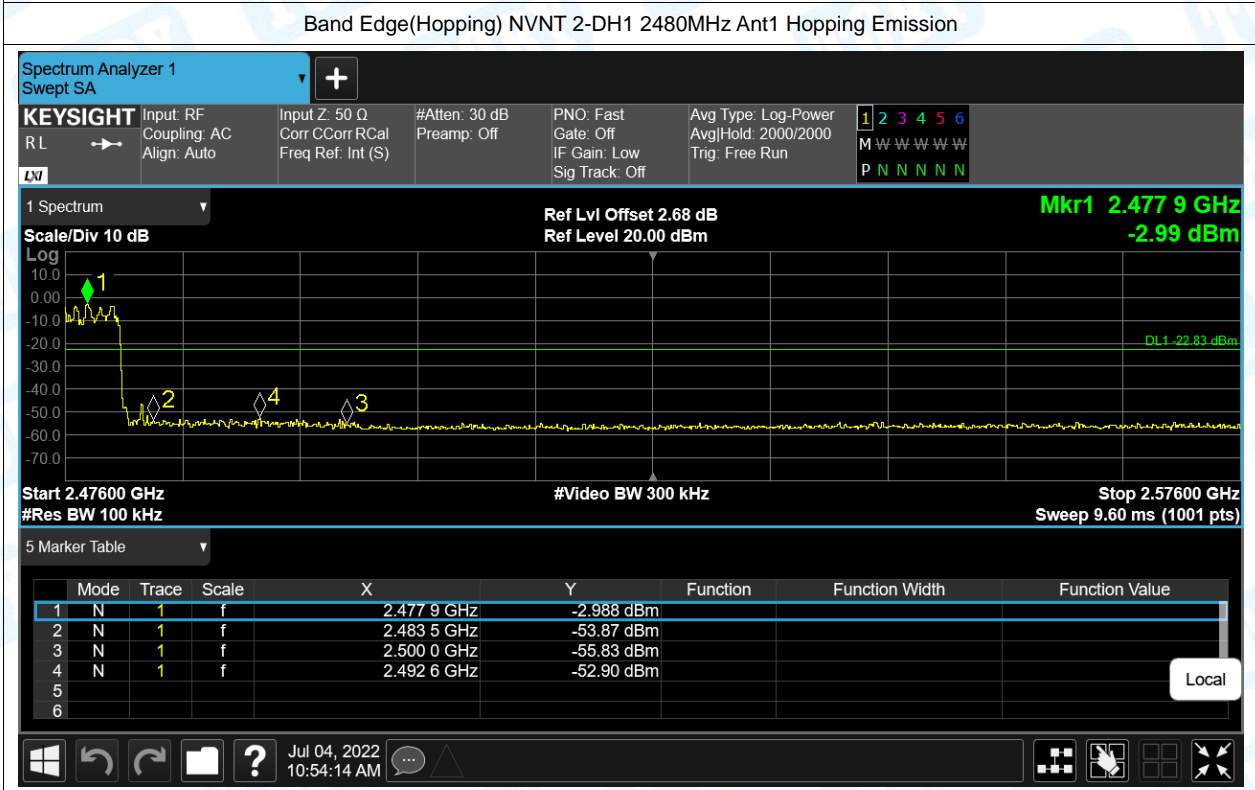 Band Edge(Hopping) NVNT 2-DH1 2480MHz Ant1 Hopping Emission
Spectrum Analyzer 1
Swept SA
KEYSIGHT
R L
LXI
Input: RF
Coupling: AC
Align: Auto
Input Z: 50 Ω
Corr CCorr RCal
Freq Ref: Int (S)
#Atten: 30 dB
Preamp: Off
PNO: Fast
Gate: Off
IF Gain: Low
Sig Track: Off
Avg Type: Log-Power
Avg|Hold: 2000/2000
Trig: Free Run
1 2 3 4 5 6
M W W W W W
P N N N N N
1 Spectrum
Scale/Div 10 dB
Ref Lvl Offset 2.68 dB
Ref Level 20.00 dBm
Mkr1 2.477 9 GHz
-2.99 dBm
Log
10.0
0.00
-10.0
-20.0
-30.0
-40.0
-50.0
-60.0
-70.0
1
2
4
3
DL1 -22.83 dBm
Start 2.47600 GHz
#Video BW 300 kHz
Stop 2.57600 GHz
#Res BW 100 kHz
Sweep 9.60 ms (1001 pts)
5 Marker Table
Mode Trace Scale X Y Function Function Width Function Value
1 N 1 f 2.477 9 GHz -2.988 dBm
2 N 1 f 2.483 5 GHz -53.87 dBm
3 N 1 f 2.500 0 GHz -55.83 dBm
4 N 1 f 2.492 6 GHz -52.90 dBm
5
6
Local
?
Jul 04, 2022
10:54:14 AM